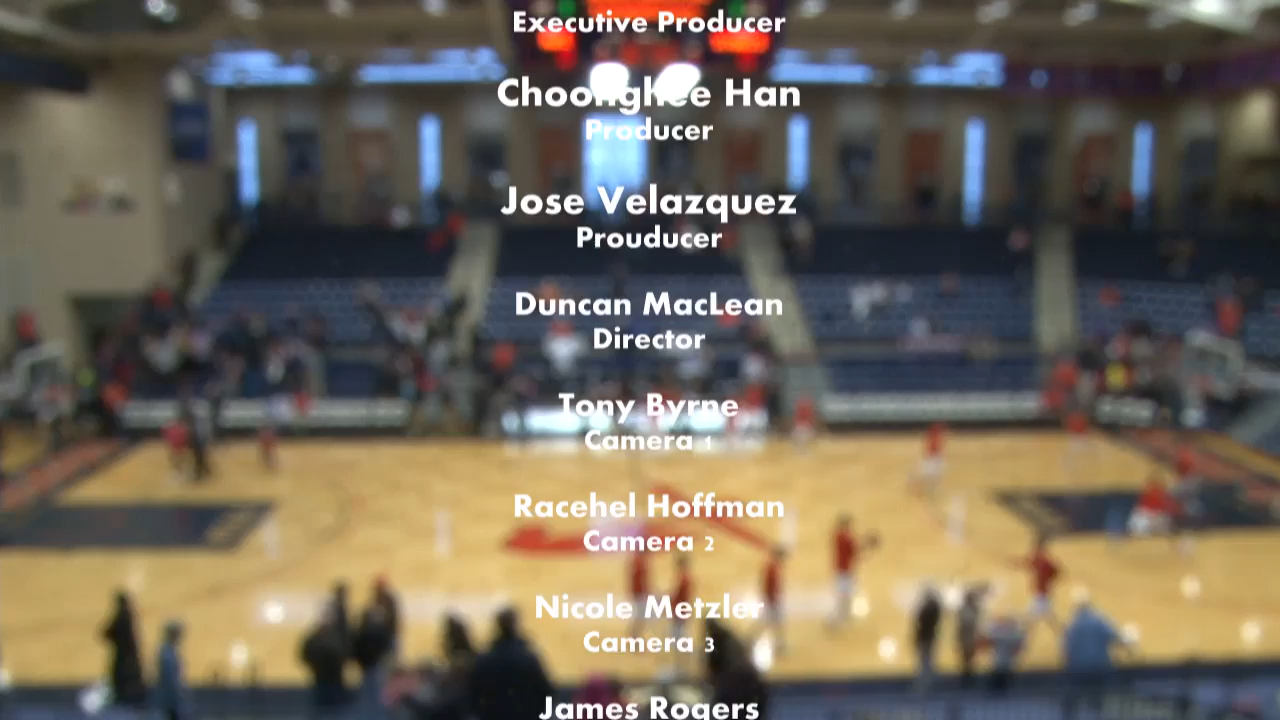 Executive Producer
Choonghee Han
Producer
Jose Velazquez
Prouducer
Duncan MacLean
Director
Tony Byrne
Camera 1
Racehel Hoffman
Camera 2
Nicole Metzler
Camera 3
James Rogers